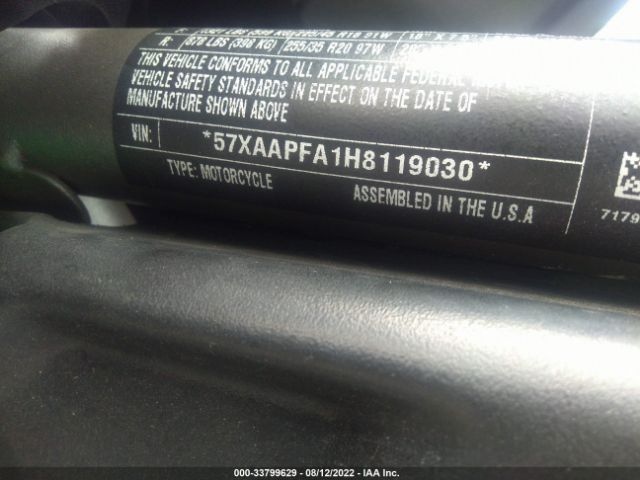 R: 878 LBS (398 KG) 255/35 R20 97W
THIS VEHICLE CONFORMS TO ALL APPLICABLE FEDERAL
VEHICLE SAFETY STANDARDS IN EFFECT ON THE DATE OF
MANUFACTURE SHOWN ABOVE
VIN: *57XAAPFA1H8119030*
TYPE: MOTORCYCLE ASSEMBLED IN THE U.S.A
7179
000-33799629 - 08/12/2022 - IAA Inc.